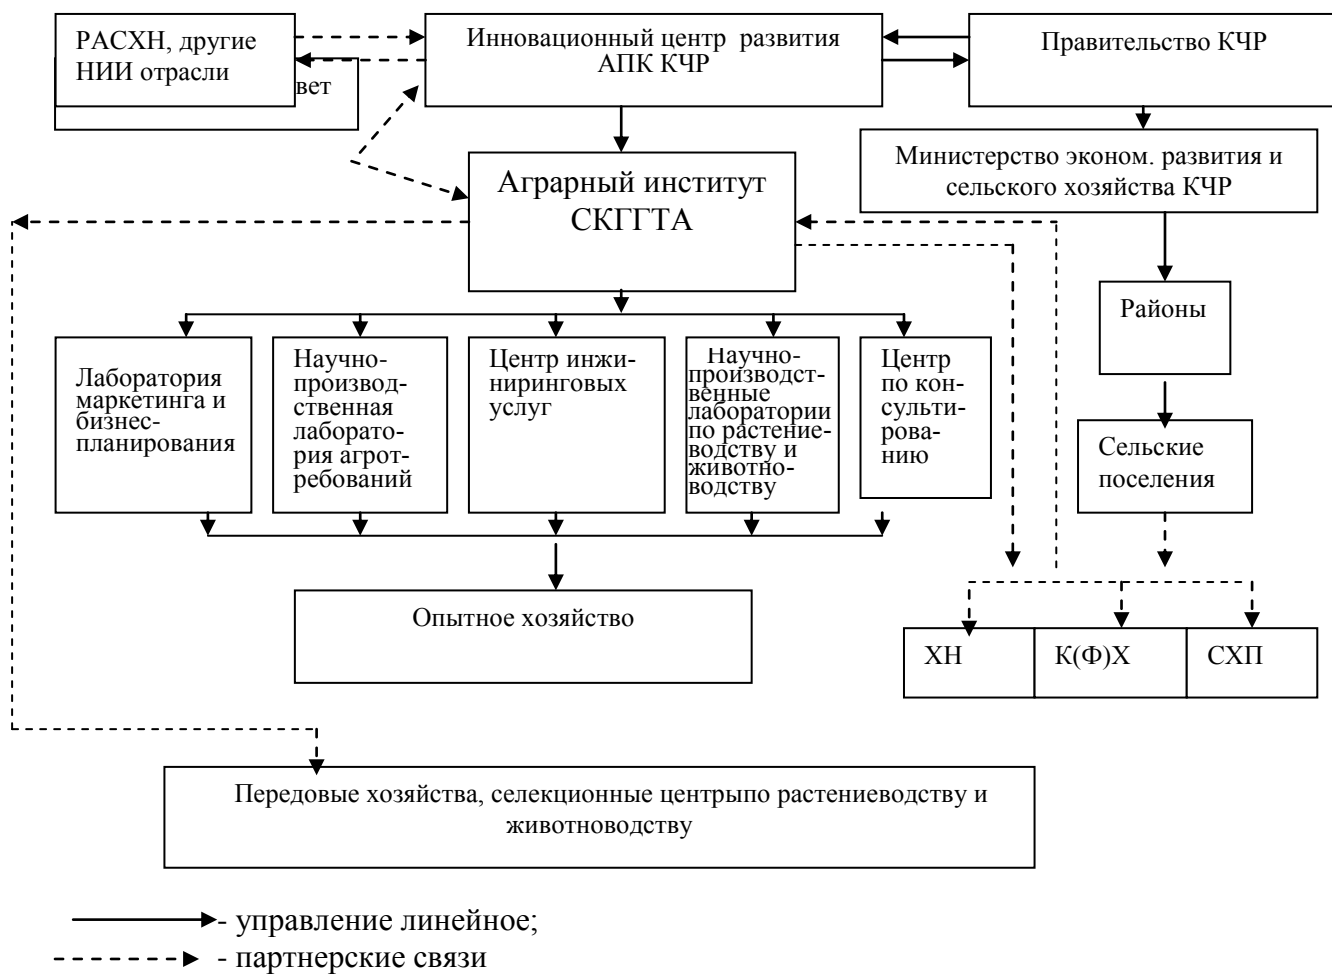 РАСХН, другие
НИИ отрасли
вет
Инновационный центр развития
АПК КЧР
Правительство КЧР
Министерство эконом. развития и
сельского хозяйства КЧР
Аграрный институт
СКГГТА
Районы
Сельские
поселения
Лаборатория
маркетинга и
бизнес-
планирования
Научно-
производ-
ственная
лаборато-
рия агрот-
ребований
Центр инжи-
ниринговых
услуг
Научно-
производст-
венные
лаборатории
по растение-
водству и
животно-
водству
Центр
по кон-
сульти-
рова-
нию
Опытное хозяйство
ХН
К(Ф)Х
СХП
Передовые хозяйства, селекционные центрыпо растениеводству и
животноводству
- управление линейное;
- партнерские связи